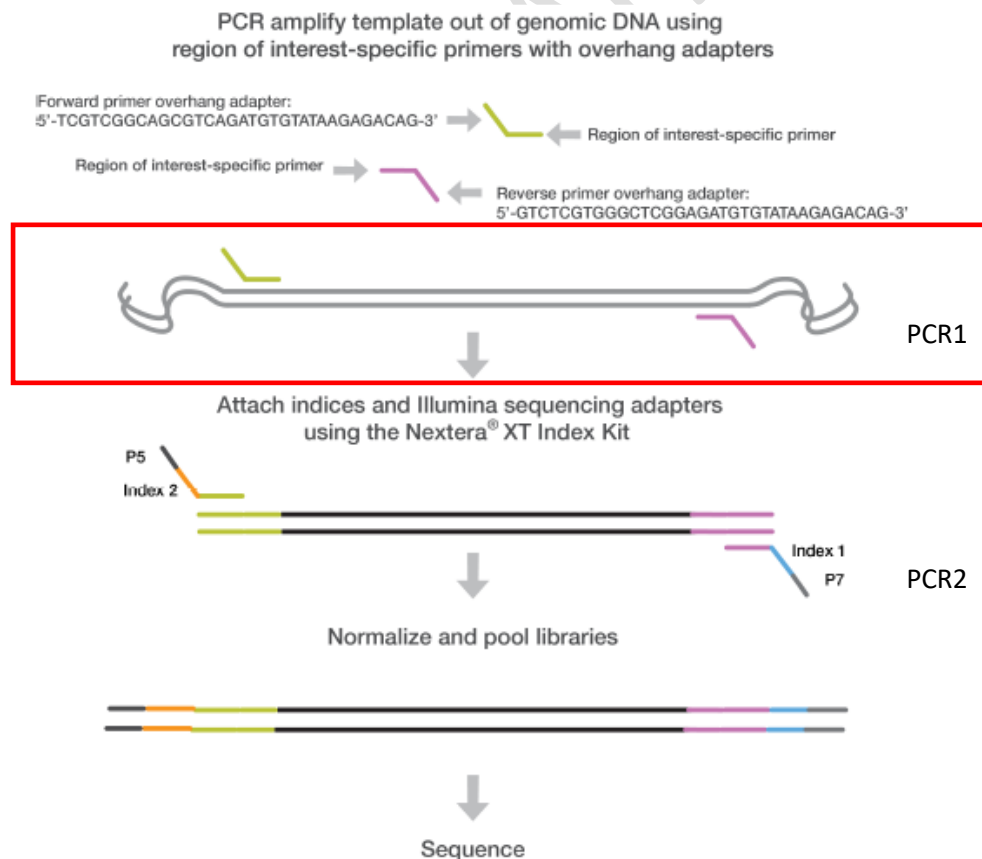 PCR amplify template out of genomic DNA using
region of interest-specific primers with overhang adapters
Forward primer overhang adapter:
5'-TCGTCGGCAGCGTCAGATGTGTATAAGAGACAG-3'
Region of interest-specific primer
Region of interest-specific primer
Reverse primer overhang adapter:
5'-GTCTCGTGGGCTCGGAGATGTGTATAAGAGACAG-3'
PCR1
Attach indices and Illumina sequencing adapters
using the Nextera® XT Index Kit
P5
Index 2
Index 1
P7
PCR2
Normalize and pool libraries
Sequence